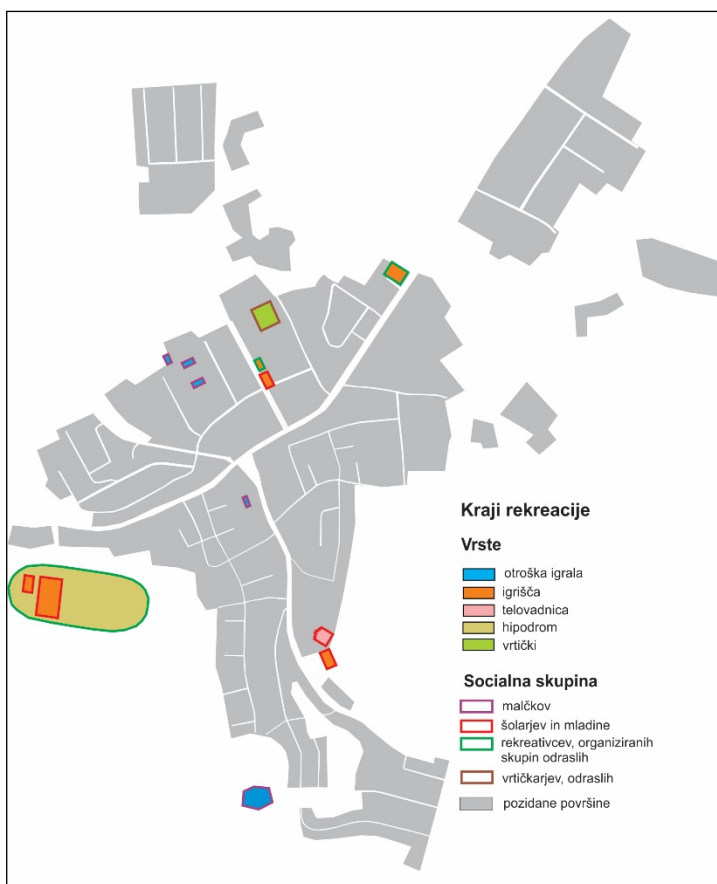 Kraji rekreacije
Vrste
otroška igrala
igrišča
telovadnica
hipodrom
vrtički
Socialna skupina
malčkov
šolarjev in mladine
rekreativcev, organiziranih
skupin odraslih
vrtičkarjev, odraslih
pozidane površine